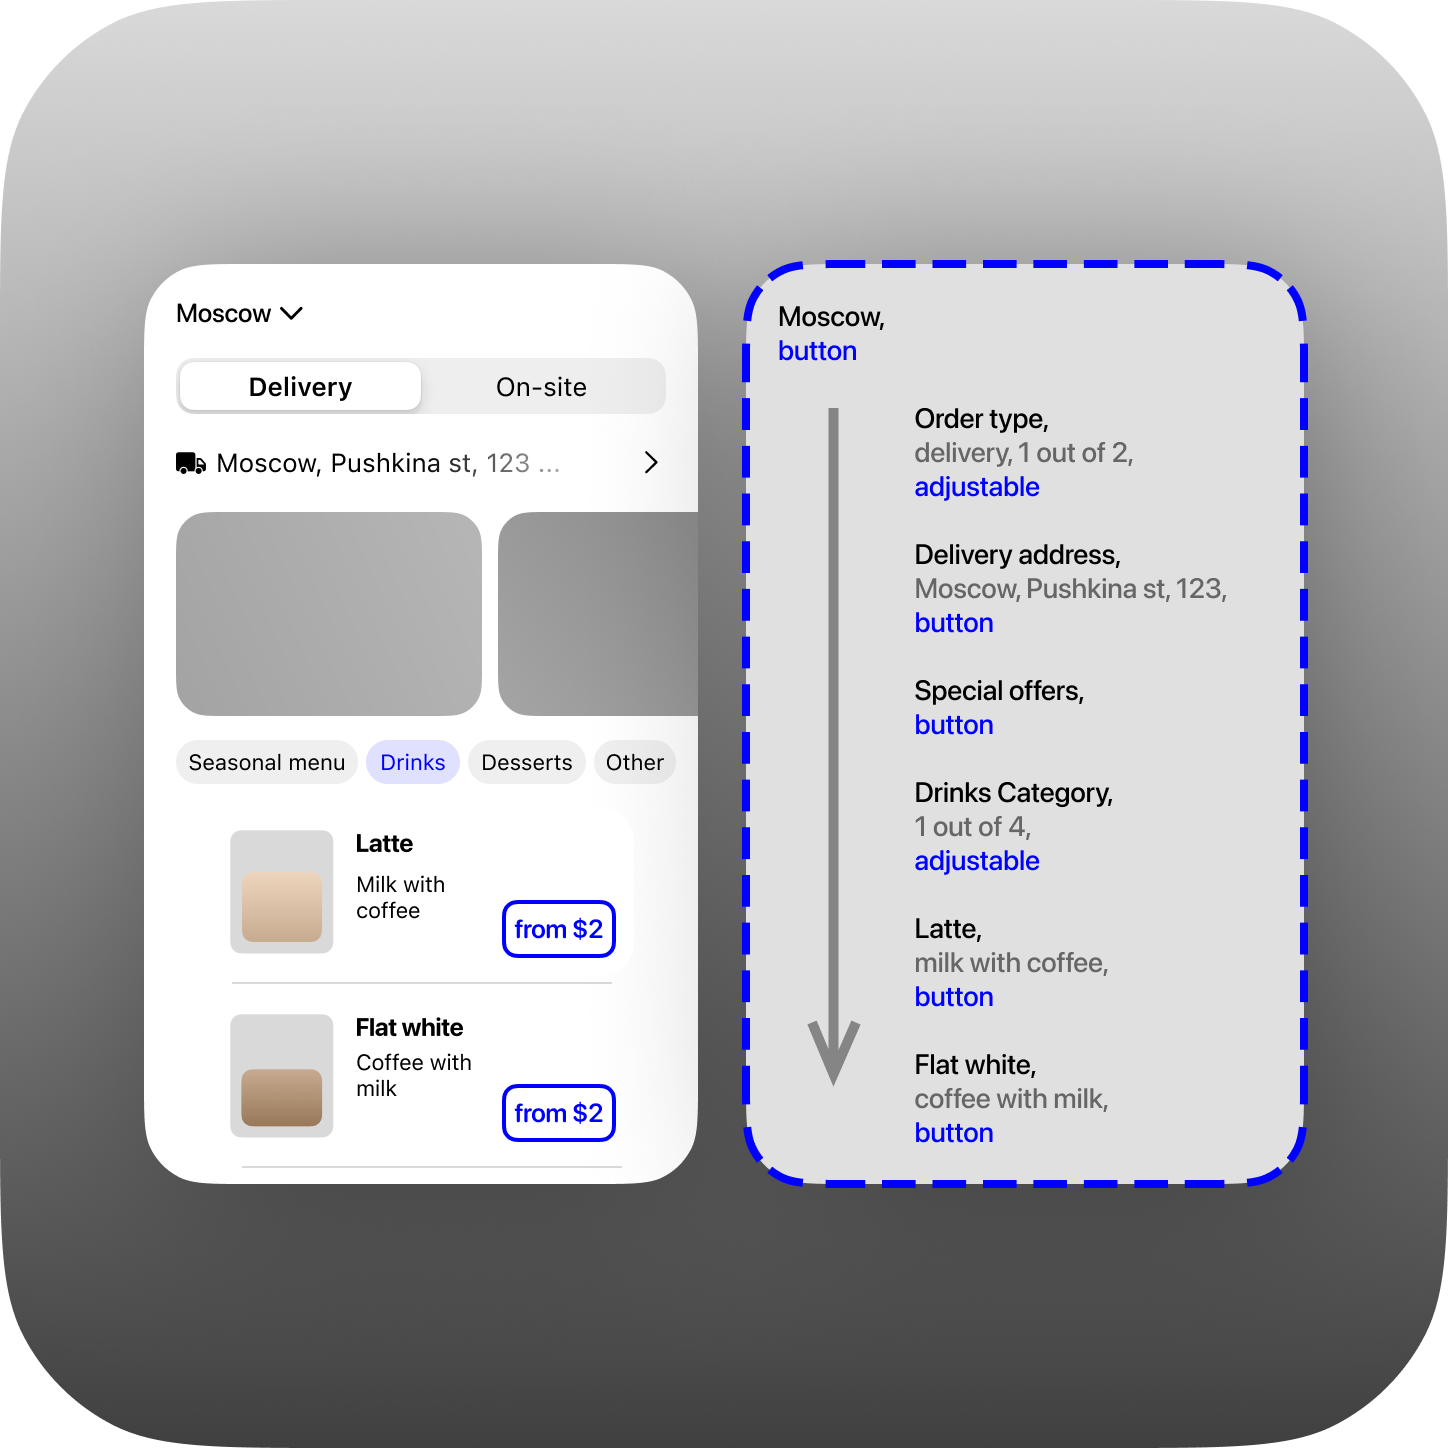 Moscow
Delivery
On-site
Moscow, Pushkina st, 123 ...
Seasonal menu
Drinks
Desserts
Other
Latte
Milk with
coffee
from $2
Flat white
Coffee with
milk
from $2
Moscow,
button
Order type,
delivery, 1 out of 2,
adjustable
Delivery address,
Moscow, Pushkina st, 123,
button
Special offers,
button
Drinks Category,
1 out of 4,
adjustable
Latte,
milk with coffee,
button
Flat white,
coffee with milk,
button